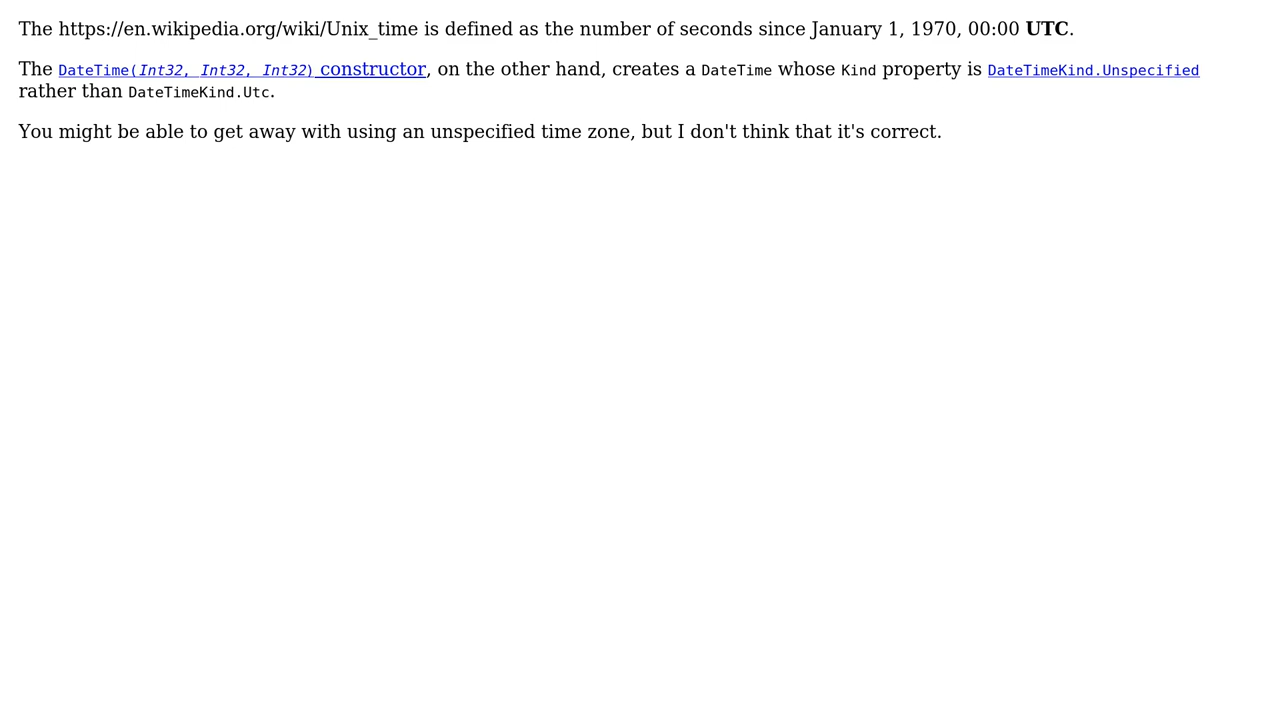 The https://en.wikipedia.org/wiki/Unix_time is defined as the number of seconds since January 1, 1970, 00:00 UTC.
The DateTime(Int32, Int32, Int32) constructor, on the other hand, creates a DateTime whose Kind property is DateTimeKind.Unspecified
rather than DateTimeKind.Utc.
You might be able to get away with using an unspecified time zone, but I don't think that it's correct.